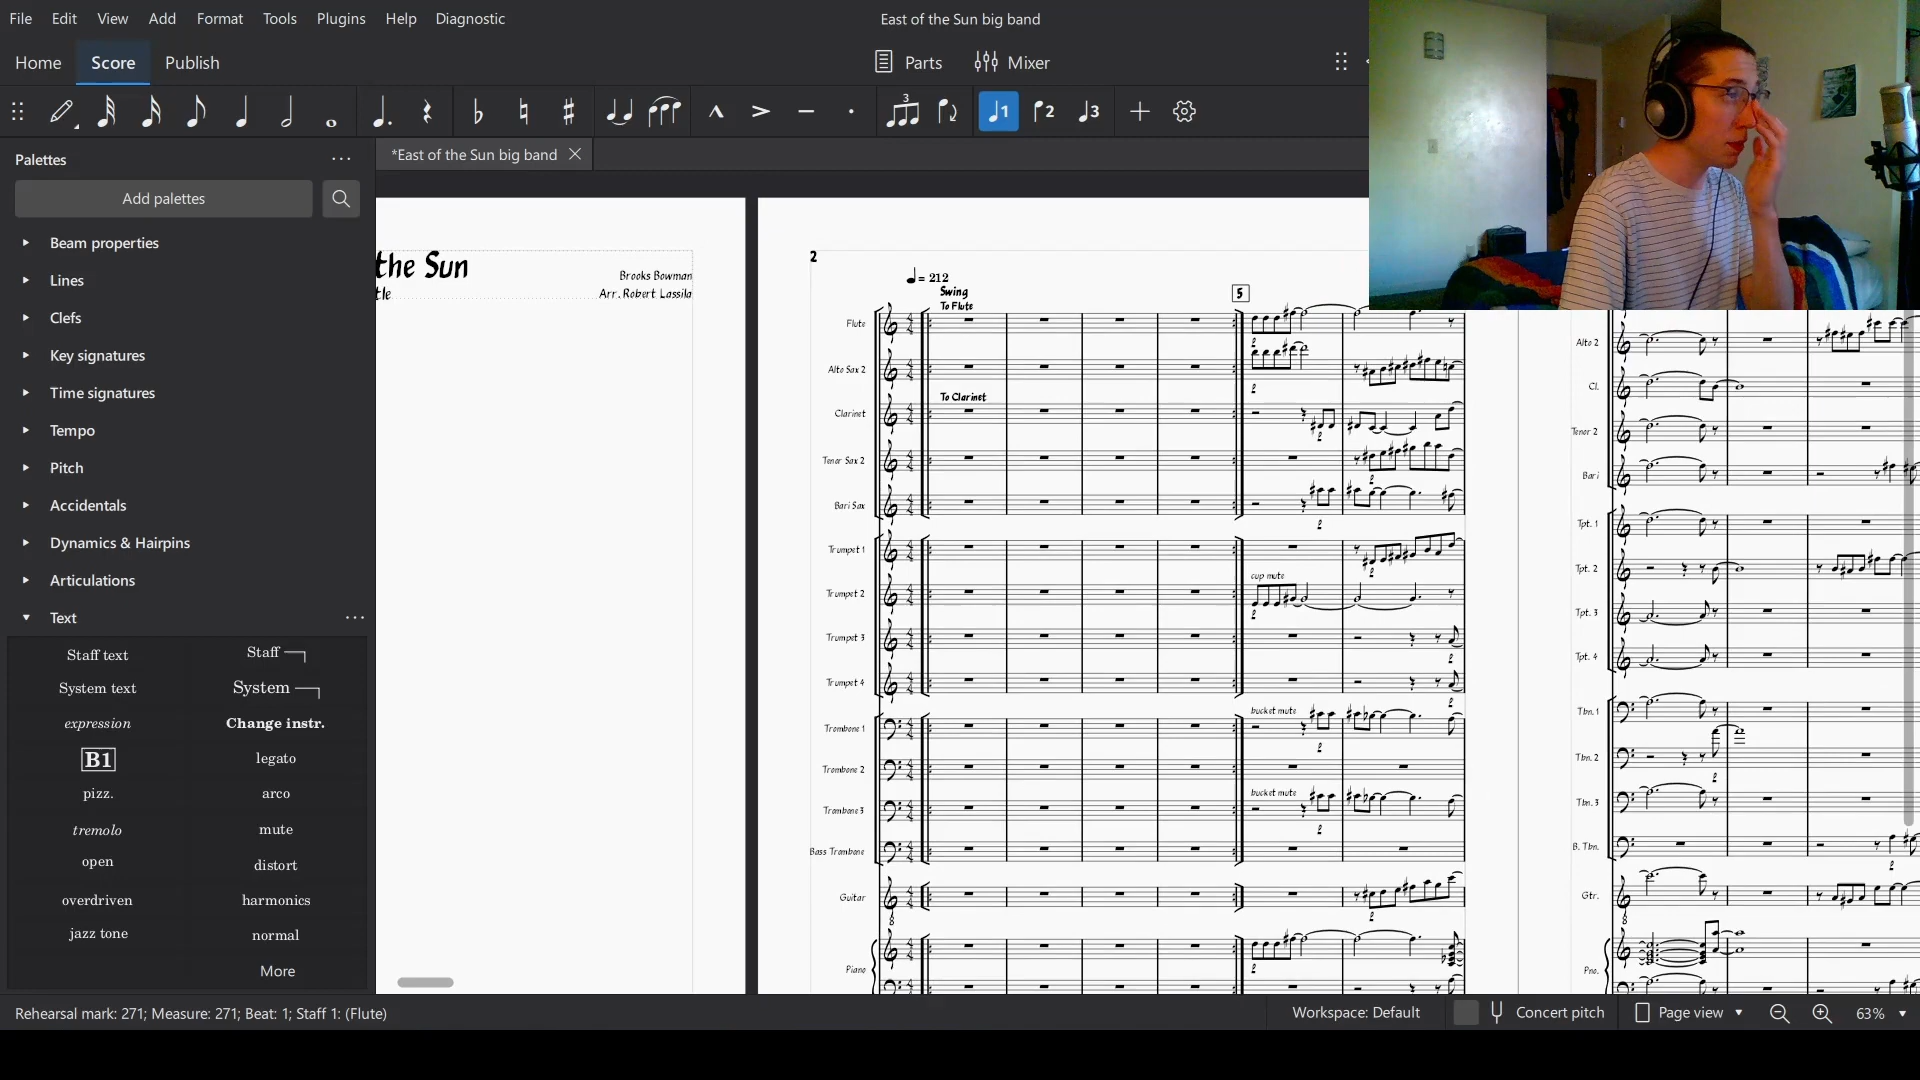 File Edit View Add Format Tools Plugins Help Diagnostic
East of the Sun big band
Home Score Publish
Parts Mixer
3
1 2 3
Palettes
*East of the Sun big band
Add palettes
Beam properties
Lines
Clefs
Key signatures
Time signatures
Tempo
Pitch
Accidentals
Dynamics & Hairpins
Articulations
Text
Staff text Staff
System text System
expression Change instr.
B1 legato
pizz. arco
tremolo mute
open distort
overdriven harmonics
jazz tone normal
More
the Sun
Brooks Bowman
tle
Arr. Robert Lassila
2
= 212
Swing
To Flute
5
Flute
Alto Sax 2
To Clarinet
Clarinet
Tenor Sax 2
Bari Sax
Trumpet 1
cup mute
Trumpet 2
Trumpet 3
Trumpet 4
bucket mute
Trombone 1
Trombone 2
bucket mute
Trombone 3
Bass Trombone
Guitar
Piano
Alto 2
Cl.
Tenor 2
Bari
Tpt. 1
Tpt. 2
Tpt. 3
Tpt. 4
Tbn. 1
Tbn. 2
Tbn. 3
B. Tbn.
Gtr.
Pno.
Rehearsal mark: 271; Measure: 271; Beat: 1; Staff 1: (Flute)
Workspace: Default
Concert pitch
Page view
63%